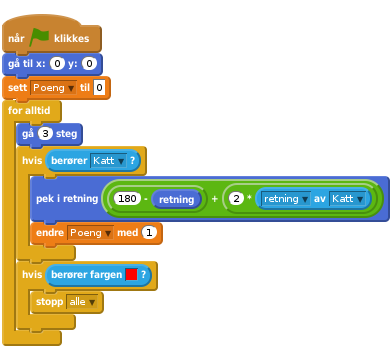 når klikkes
gå til x: 0 y: 0
sett Poeng til 0
for alltid
gå 3 steg
hvis berører Katt ?
pek i retning 180 - retning + 2 * retning av Katt
endre Poeng med 1
hvis berører fargen ?
stopp alle